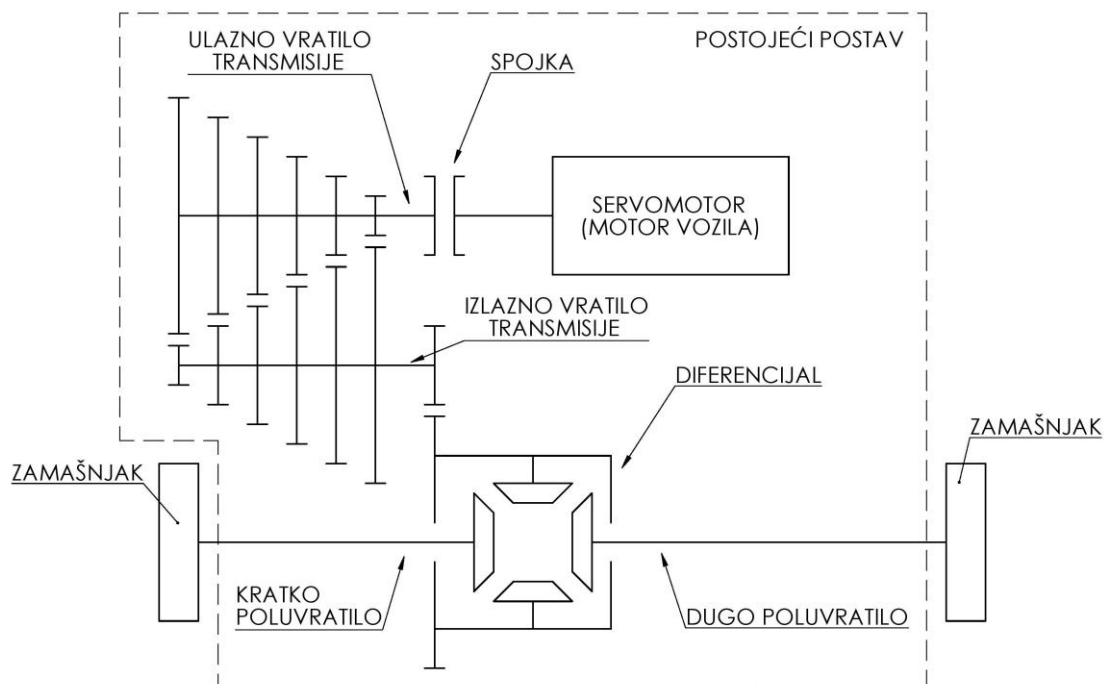 ULAZNO VRATILO
TRANSMISIJE
SPOJKA
POSTOJEĆI POSTAV
SERVOMOTOR
(MOTOR VOZILA)
IZLAZNO VRATILO
TRANSMISIJE
DIFERENCIJAL
ZAMAŠNJAK
ZAMAŠNJAK
KRATKO
POLUVRATILO
DUGO POLUVRATILO